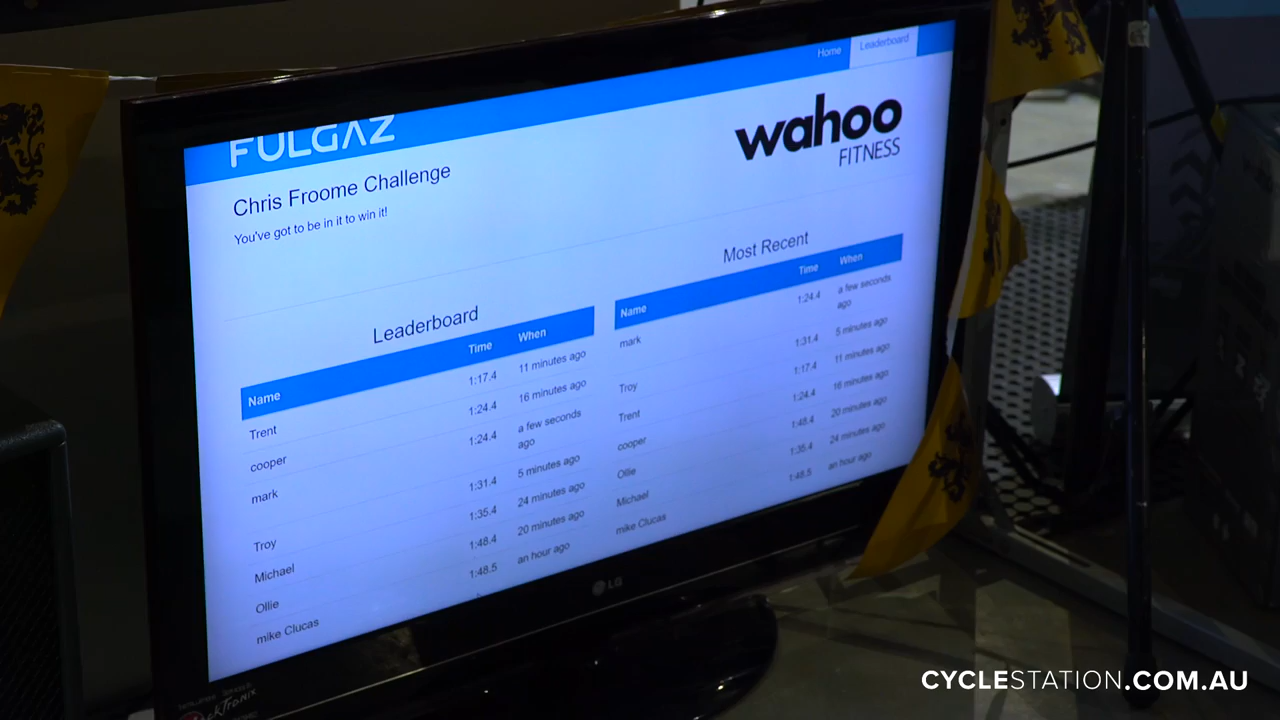 Home Leaderboard
FULGAZ
wahoo
FITNESS
Chris Froome Challenge
You've got to be in it to win it!
Leaderboard
Name Time When
Trent 1:17.4 11 minutes ago
cooper 1:24.4 16 minutes ago
mark 1:24.4 a few seconds
ago
Troy 1:31.4 5 minutes ago
Michael 1:35.4 24 minutes ago
Ollie 1:48.4 20 minutes ago
mike Clucas 1:48.5 an hour ago
Most Recent
Name Time When
mark 1:24.4 a few seconds
ago
Troy 1:31.4 5 minutes ago
Trent 1:17.4 11 minutes ago
cooper 1:24.4 16 minutes ago
Ollie 1:48.4 20 minutes ago
Michael 1:35.4 24 minutes ago
mike Clucas 1:48.5 an hour ago
LG
CYCLESTATION.COM.AU